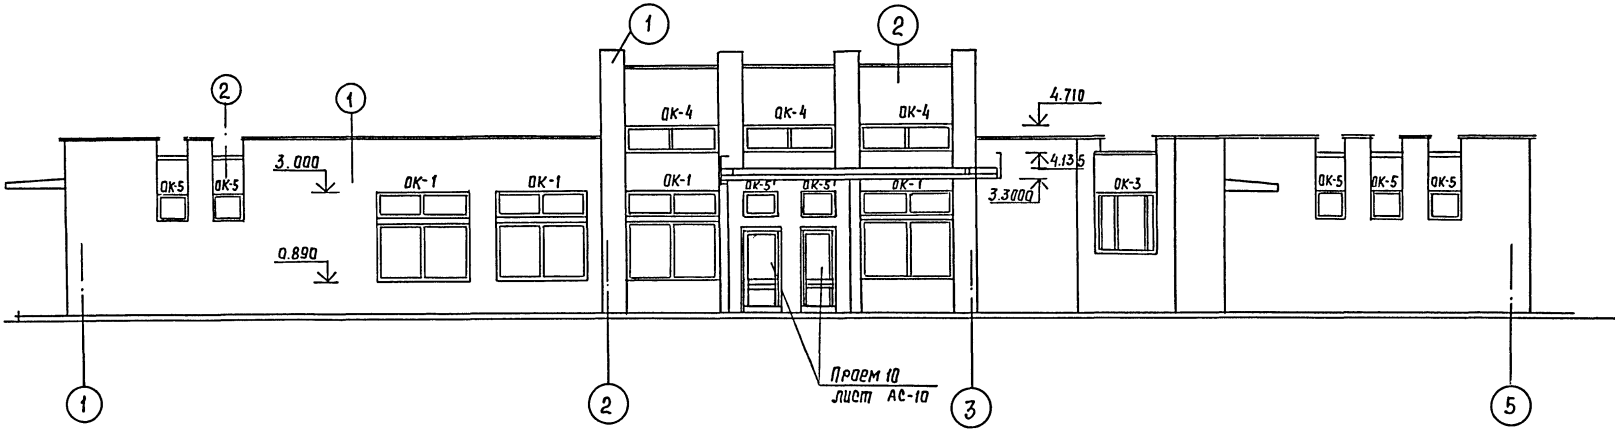 1
2
2
1
4.710
ОК-4
ОК-4
ОК-4
3.000
4.135
ОК-5
ОК-5
ОК-1
ОК-1
ОК-1
ОК-5'
ОК-5'
ОК-1
3.3000
ОК-3
ОК-5
ОК-5
ОК-5
0.890
Проем 10
лист АС-10
1
2
3
5